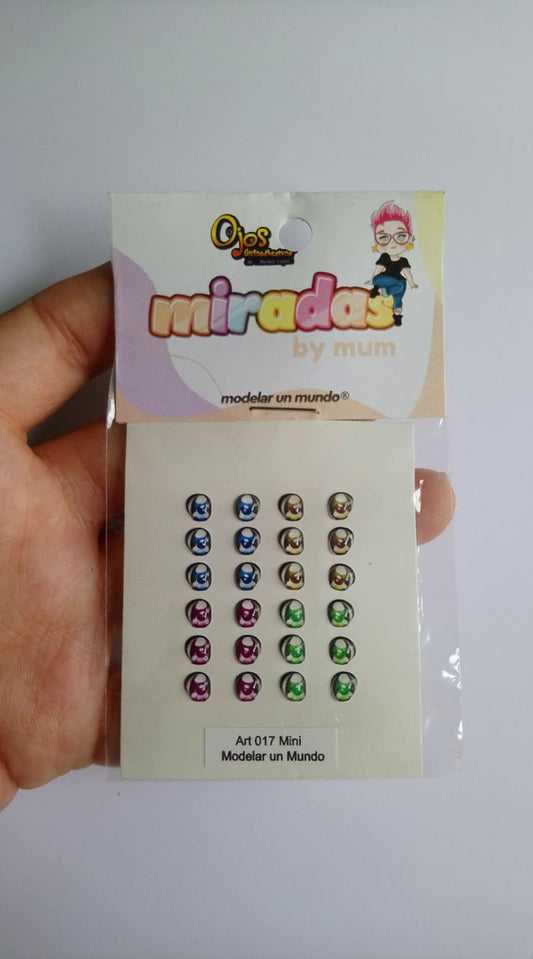 Ojos
miradas
by mum
modelar un mundo®
Art 017 Mini
Modelar un Mundo